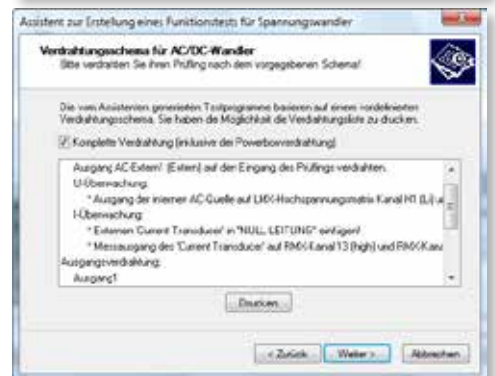 Assistent zur Erstellung eines Funktionstests für Spannungswandler
Verdrahtungsschema für AC/DC-Wandler
Bitte verdrahten Sie ihren Prüfling nach dem vorgegebenen Schema!
Die vom Assistenten generierten Testprogramme basieren auf einem vordefinierten
Verdrahtungsschema. Sie haben die Möglichkeit die Verdrahtungsliste zu drucken.
Komplette Verdrahtung (inklusive der Powerboxverdrahtung)
Ausgang 'AC-Extern' (Extern) auf den Eingang des Prüflings verdrahten.
U-Überwachung:
* Ausgang der internen AC-Quelle auf LMX-Hochspannungsmatrix Kanal H1 (Li) u
I-Überwachung:
* Externen 'Current Transducer' in "NULL LEITUNG" einfügen!
* Messausgang des 'Current Transducer' auf RMX-Kanal 13 (high) und RMX-Kana
Ausgangsverdrahtung:
Ausgang1
Drucken
< Zurück
Weiter >
Abbrechen